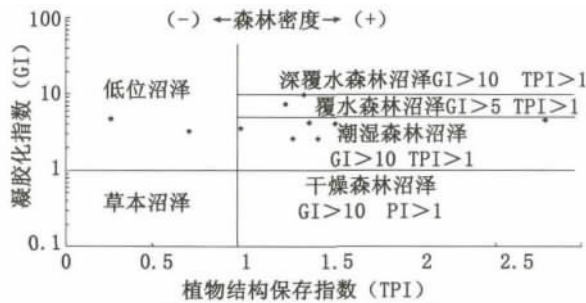 (-) ←森林密度→ (+)
凝胶化指数(GI)
100
10
1
0.1
低位沼泽
深覆水森林沼泽GI>10 TPI>1
覆水森林沼泽GI>5 TPI>1
潮湿森林沼泽
GI>10 TPI>1
草本沼泽
干燥森林沼泽
GI>10 PI>1
0 0.5 1 1.5 2 2.5
植物结构保存指数(TPI)